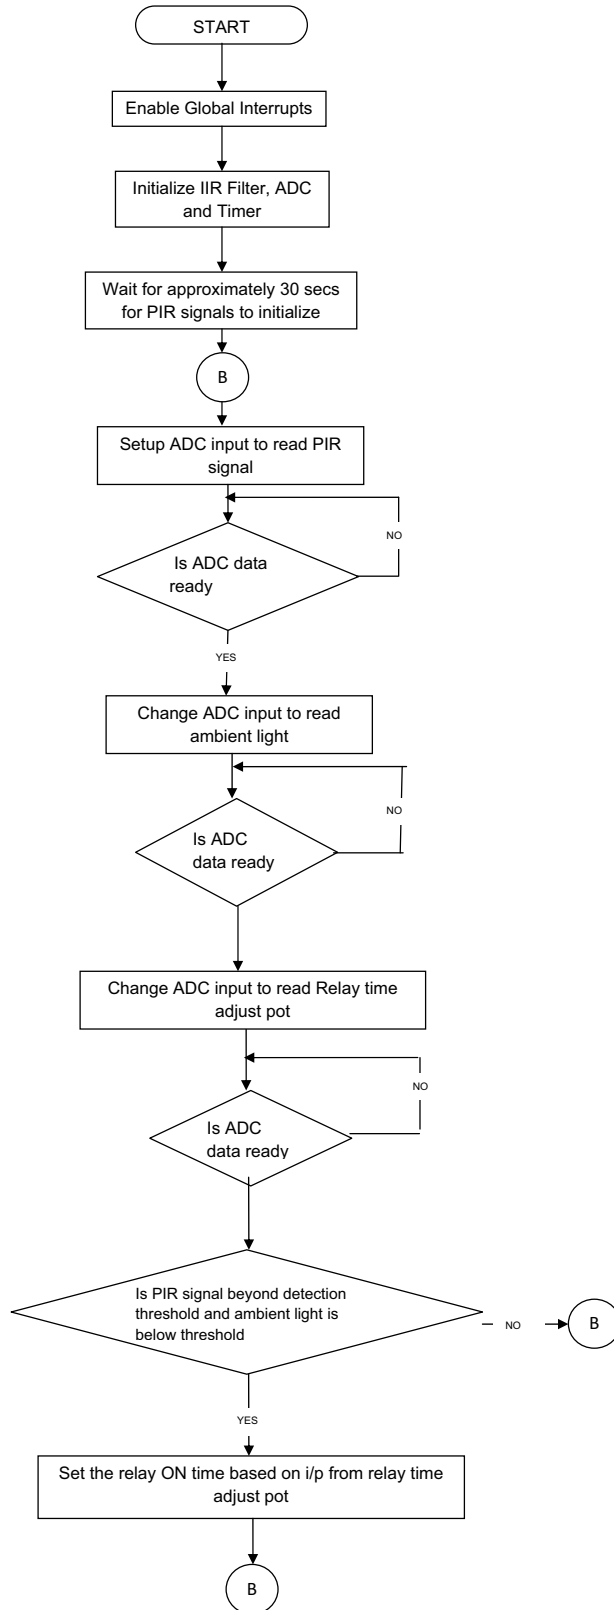 START
Enable Global Interrupts
Initialize IIR Filter, ADC
and Timer
Wait for approximately 30 secs
for PIR signals to initialize
B
Setup ADC input to read PIR
signal
NO
Is ADC data
ready
YES
Change ADC input to read
ambient light
NO
Is ADC
data ready
Change ADC input to read Relay time
adjust pot
NO
Is ADC
data ready
Is PIR signal beyond detection
threshold and ambient light is
below threshold
NO
B
YES
Set the relay ON time based on i/p from relay time
adjust pot
B